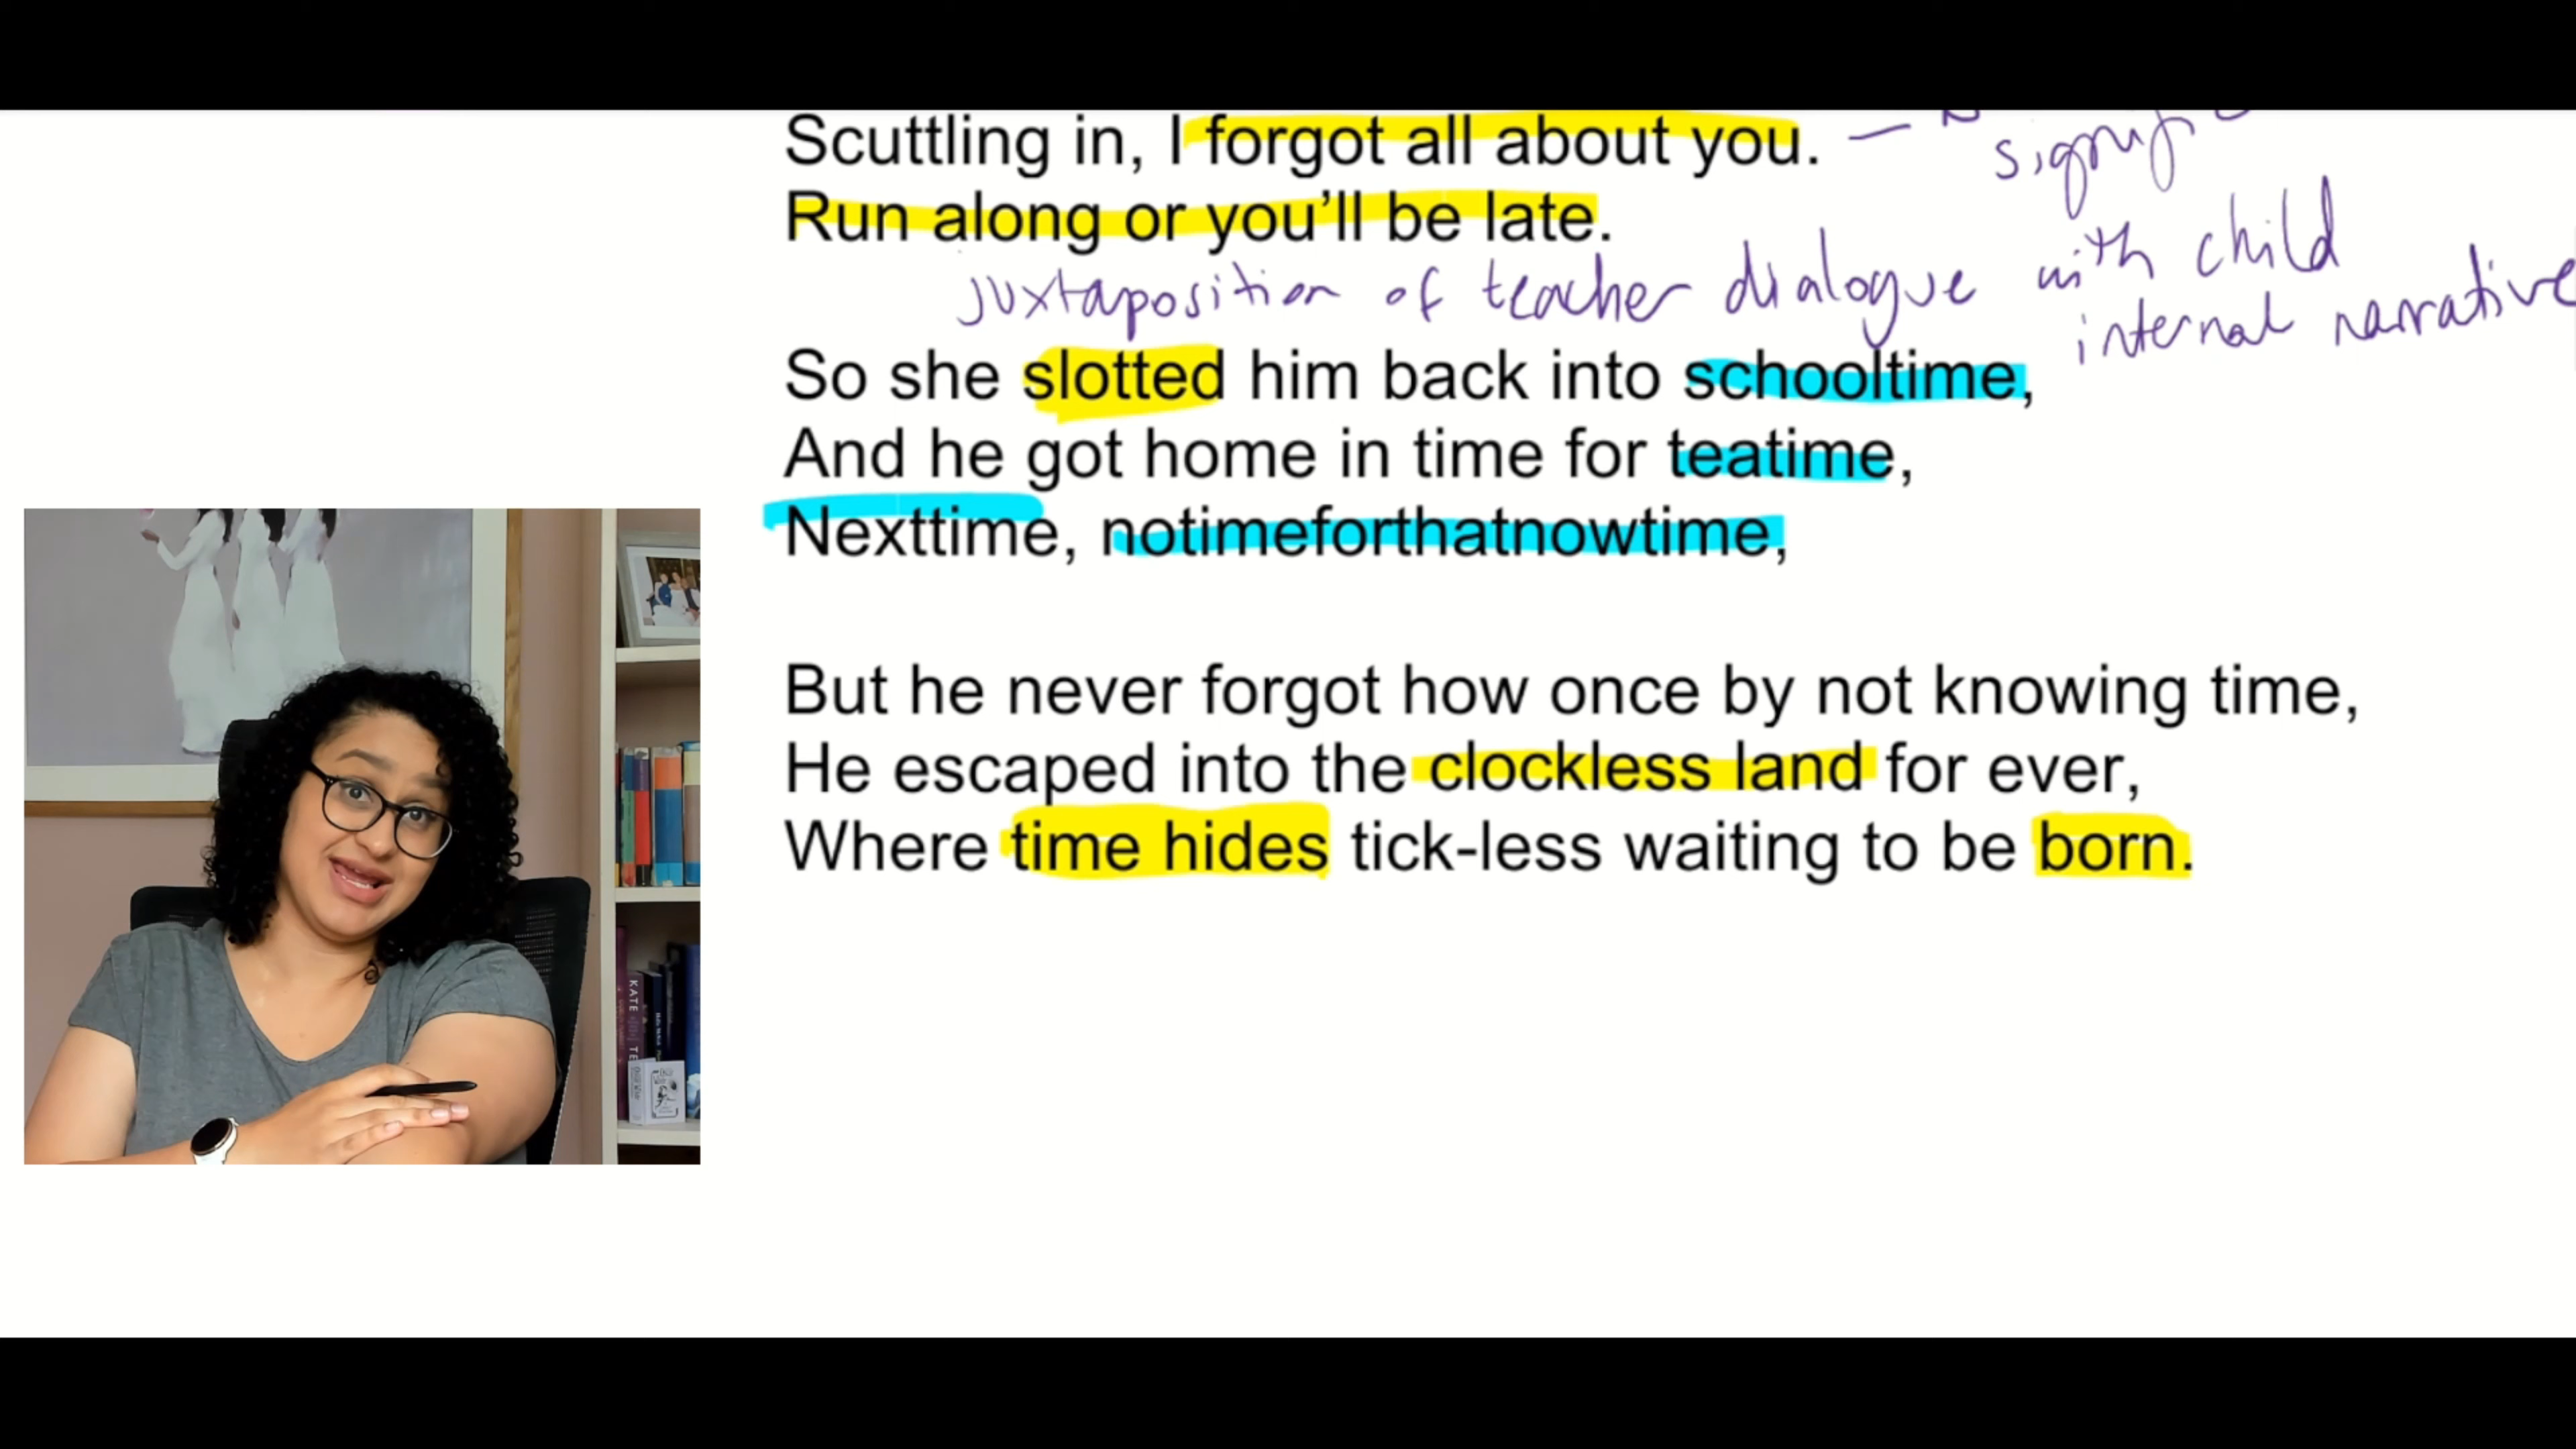 Scuttling in, I forgot all about you. —
Run along or you'll be late.
juxtaposition of teacher dialogue with child
internal narrative
So she slotted him back into schooltime,
And he got home in time for teatime,
Nexttime, notimeforthatnowtime,
But he never forgot how once by not knowing time,
He escaped into the clockless land for ever,
Where time hides tick-less waiting to be born.
KATE